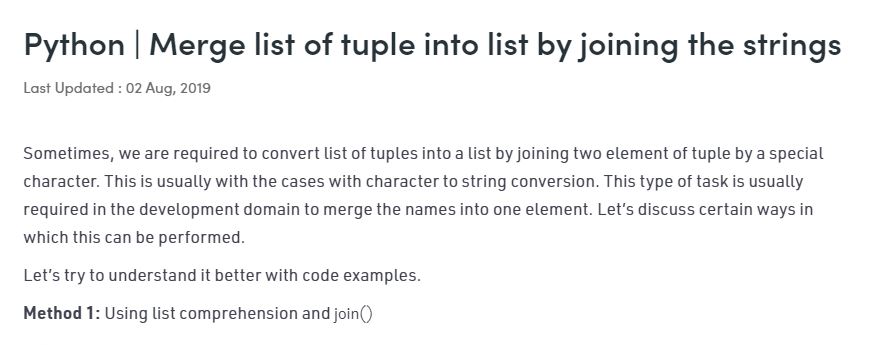 Python | Merge list of tuple into list by joining the strings
Last Updated : 02 Aug, 2019
Sometimes, we are required to convert list of tuples into a list by joining two element of tuple by a special
character. This is usually with the cases with character to string conversion. This type of task is usually
required in the development domain to merge the names into one element. Let’s discuss certain ways in
which this can be performed.
Let’s try to understand it better with code examples.
Method 1: Using list comprehension and join()